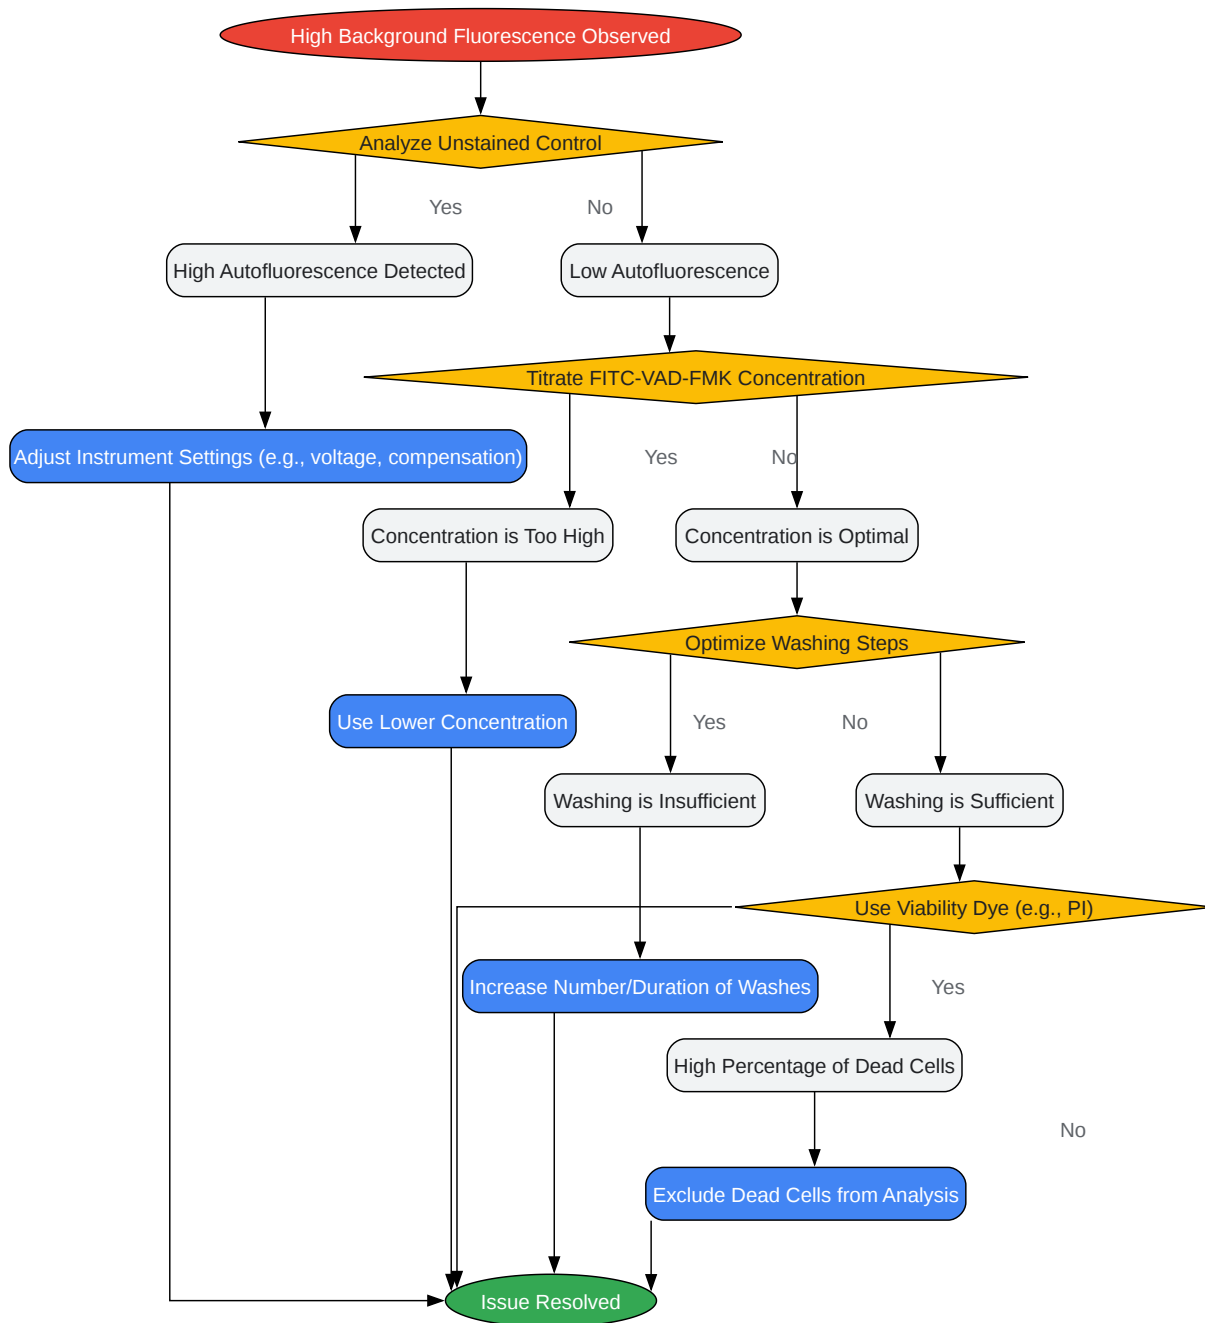 High Background Fluorescence Observed
Analyze Unstained Control
Yes
No
High Autofluorescence Detected
Low Autofluorescence
Titrate FITC-VAD-FMK Concentration
Adjust Instrument Settings (e.g., voltage, compensation)
Yes
No
Concentration is Too High
Concentration is Optimal
Optimize Washing Steps
Use Lower Concentration
Yes
No
Washing is Insufficient
Washing is Sufficient
Use Viability Dye (e.g., PI)
Increase Number/Duration of Washes
Yes
High Percentage of Dead Cells
No
Exclude Dead Cells from Analysis
Issue Resolved